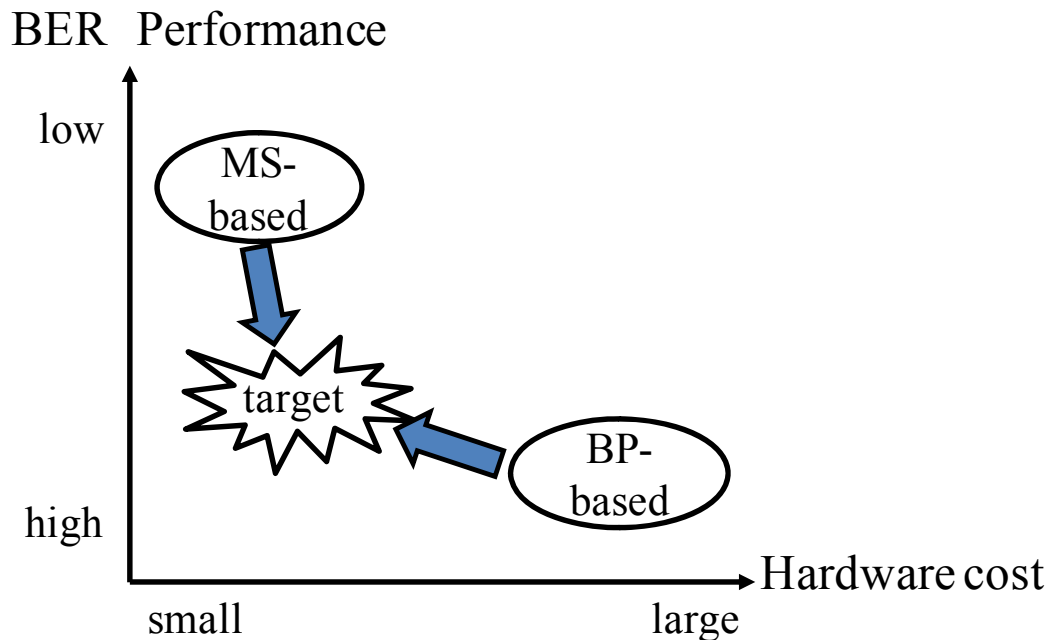 BER Performance
low
MS-
based
target
BP-
based
high
Hardware cost
small
large